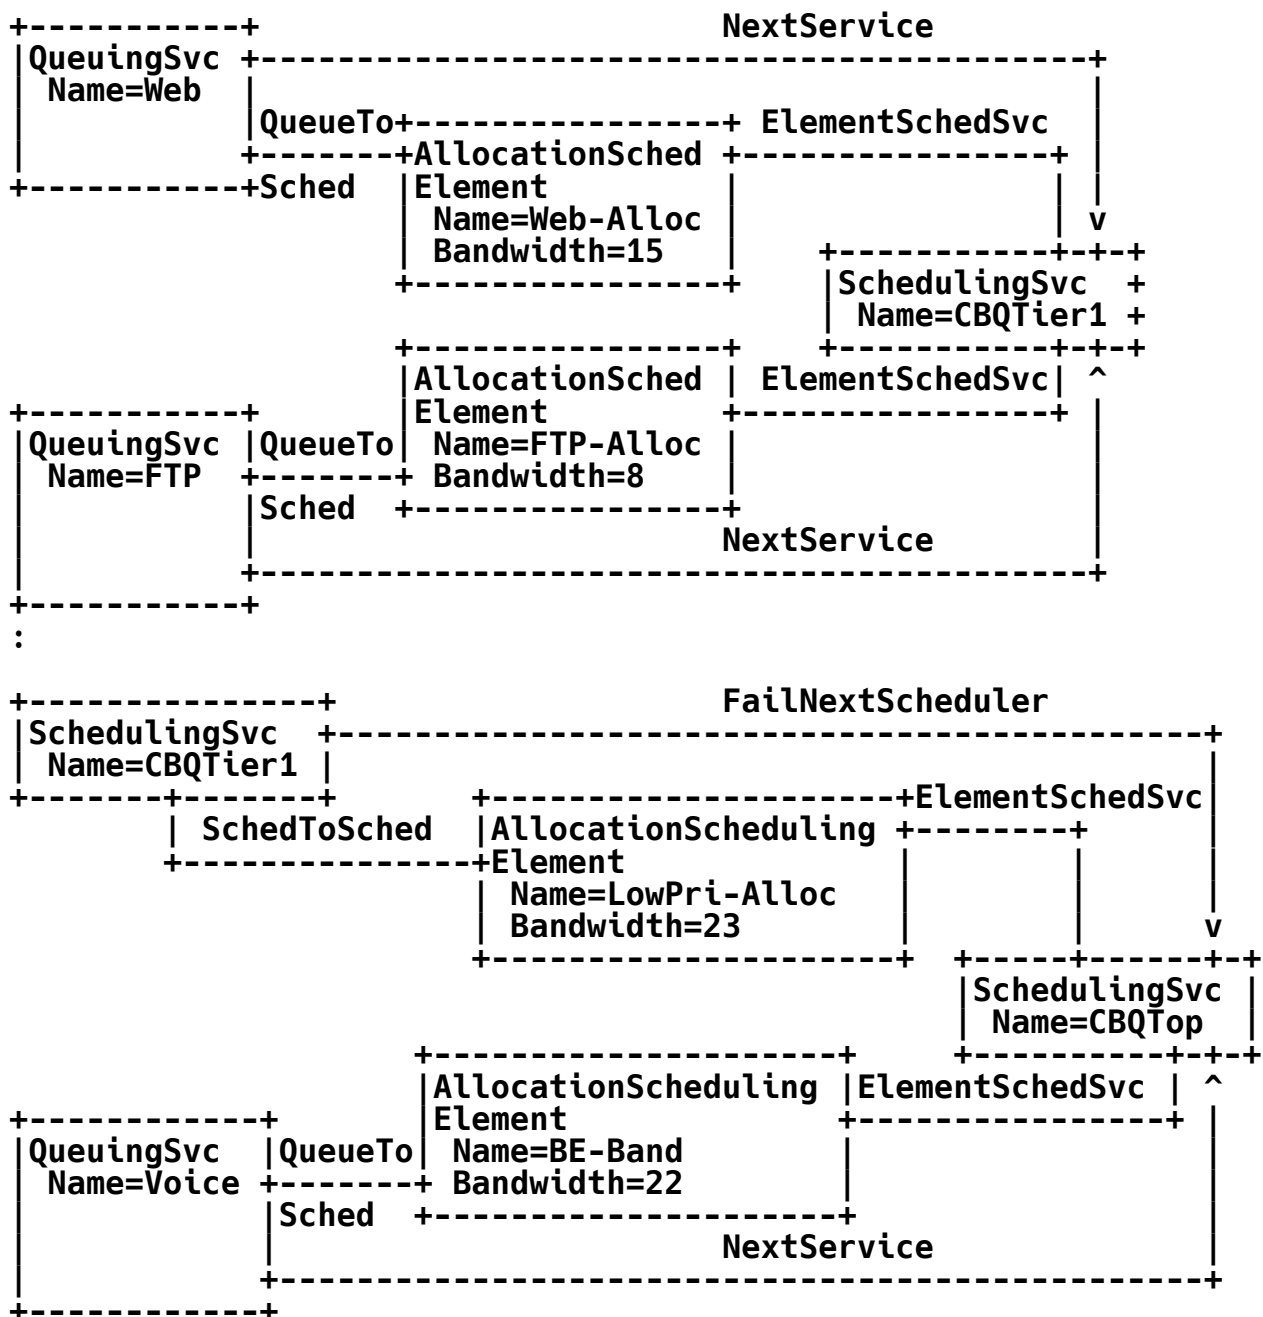 +-----------+                        NextService
|QueuingSvc +-------------------------------------------+
| Name=Web  |                                           |
|           |QueueTo+----------------+ ElementSchedSvc  |
|           +-------+AllocationSched +----------------+ |
+-----------+Sched  |Element         |                | |
                    | Name=Web-Alloc |                | v
                    | Bandwidth=15   |    +-----------+-+-+
                    +----------------+    |SchedulingSvc  +
                                          | Name=CBQTier1 +
                    +----------------+    +-----------+-+-+
                    |AllocationSched | ElementSchedSvc| ^
+-----------+       |Element         +----------------+ |
|QueuingSvc |QueueTo| Name=FTP-Alloc |                  |
| Name=FTP  +-------+ Bandwidth=8    |                  |
|           |Sched  +----------------+                  |
|           |                        NextService        |
|           +-------------------------------------------+
+-----------+
:

+---------------+                    FailNextScheduler
|SchedulingSvc  +---------------------------------------------+
| Name=CBQTier1 |                                             |
+-------+-------+       +---------------------+ElementSchedSvc|
        | SchedToSched  |AllocationScheduling +--------+      |
        +---------------+Element              |        |      |
                        | Name=LowPri-Alloc   |        |      |
                        | Bandwidth=23        |        |      v
                        +---------------------+  +-----+------+-+
                                                 |SchedulingSvc |
                                                 | Name=CBQTop  |
                     +---------------------+     +----------+-+-+
                     |AllocationScheduling |ElementSchedSvc | ^
+------------+       |Element              +----------------+ |
|QueuingSvc  |QueueTo| Name=BE-Band        |                  |
| Name=Voice +-------+ Bandwidth=22        |                  |
|            |Sched  +---------------------+                  |
|            |                       NextService              |
|            +------------------------------------------------+
+------------+